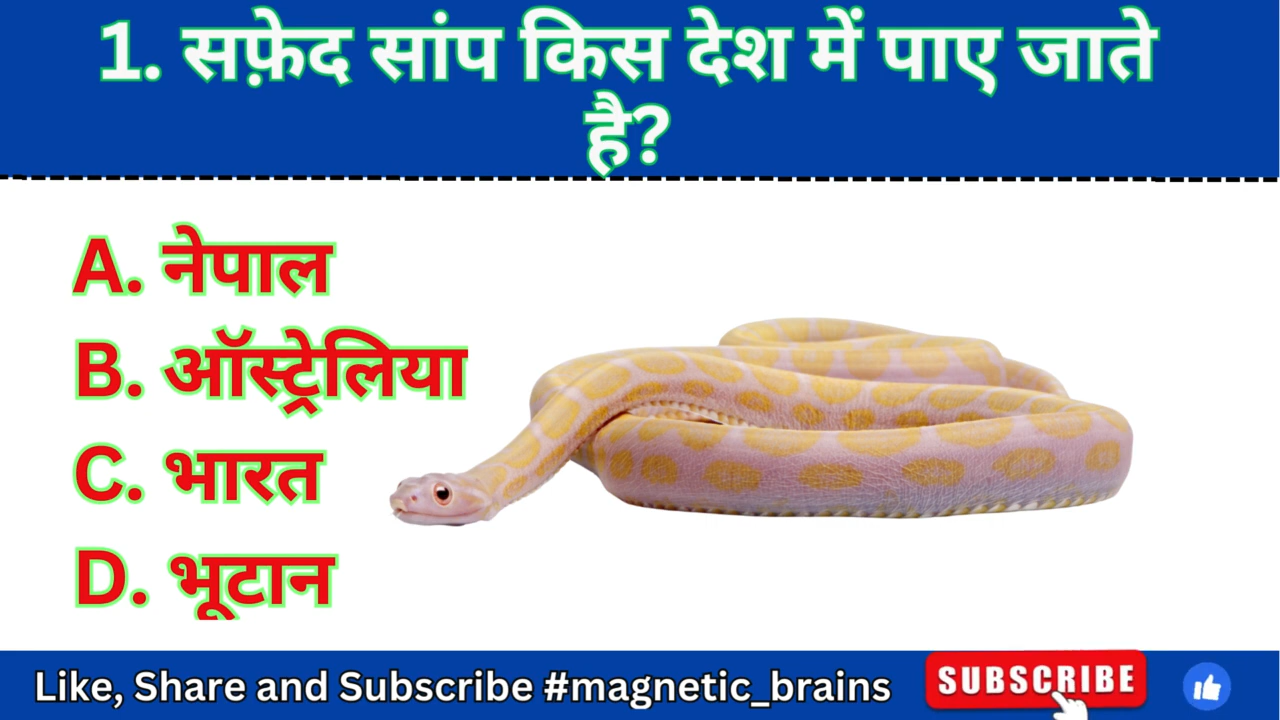 1. सफ़ेद सांप किस देश में पाए जाते
है?
A. नेपाल
B. ऑस्ट्रेलिया
C. भारत
D. भूटान
Like, Share and Subscribe #magnetic_brains
SUBSCRIBE